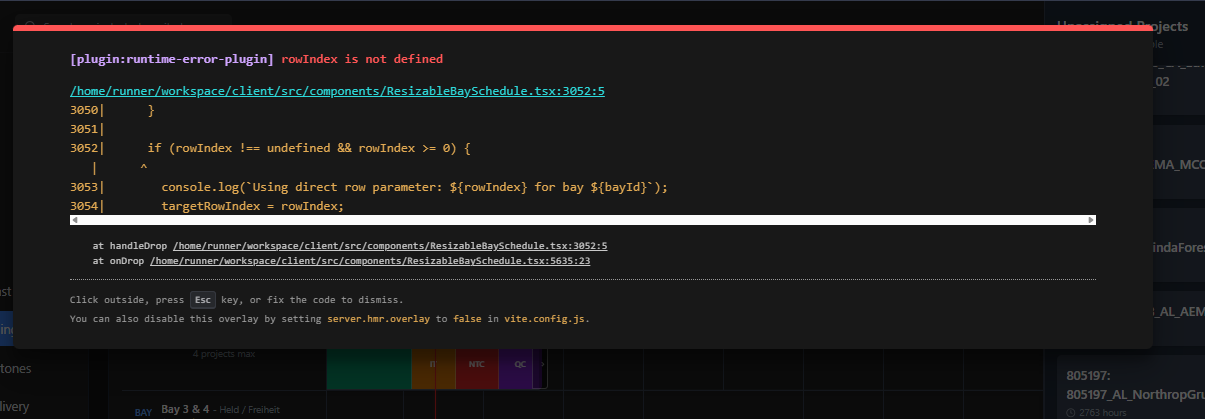 Unassigned Projects
[plugin:runtime-error-plugin] rowIndex is not defined
/home/runner/workspace/client/src/components/ResizableBaySchedule.tsx:3052:5
3050|      }
3051|
3052|      if (rowIndex !== undefined && rowIndex >= 0) {
|      ^
3053|        console.log(`Using direct row parameter: ${rowIndex} for bay ${bayId}`);
3054|        targetRowIndex = rowIndex;
at handleDrop /home/runner/workspace/client/src/components/ResizableBaySchedule.tsx:3052:5
at onDrop /home/runner/workspace/client/src/components/ResizableBaySchedule.tsx:5635:23
Click outside, press Esc key, or fix the code to dismiss.
You can also disable this overlay by setting server.hmr.overlay to false in vite.config.js.
_02
MA_MCC
indaFores
_AL_AEM
ast
ing
tones
livery
4 projects max
IT
NTC
QC
BAY
Bay 3 & 4 - Held / Freiheit
805197:
805197_AL_NorthropGru
2763 hours